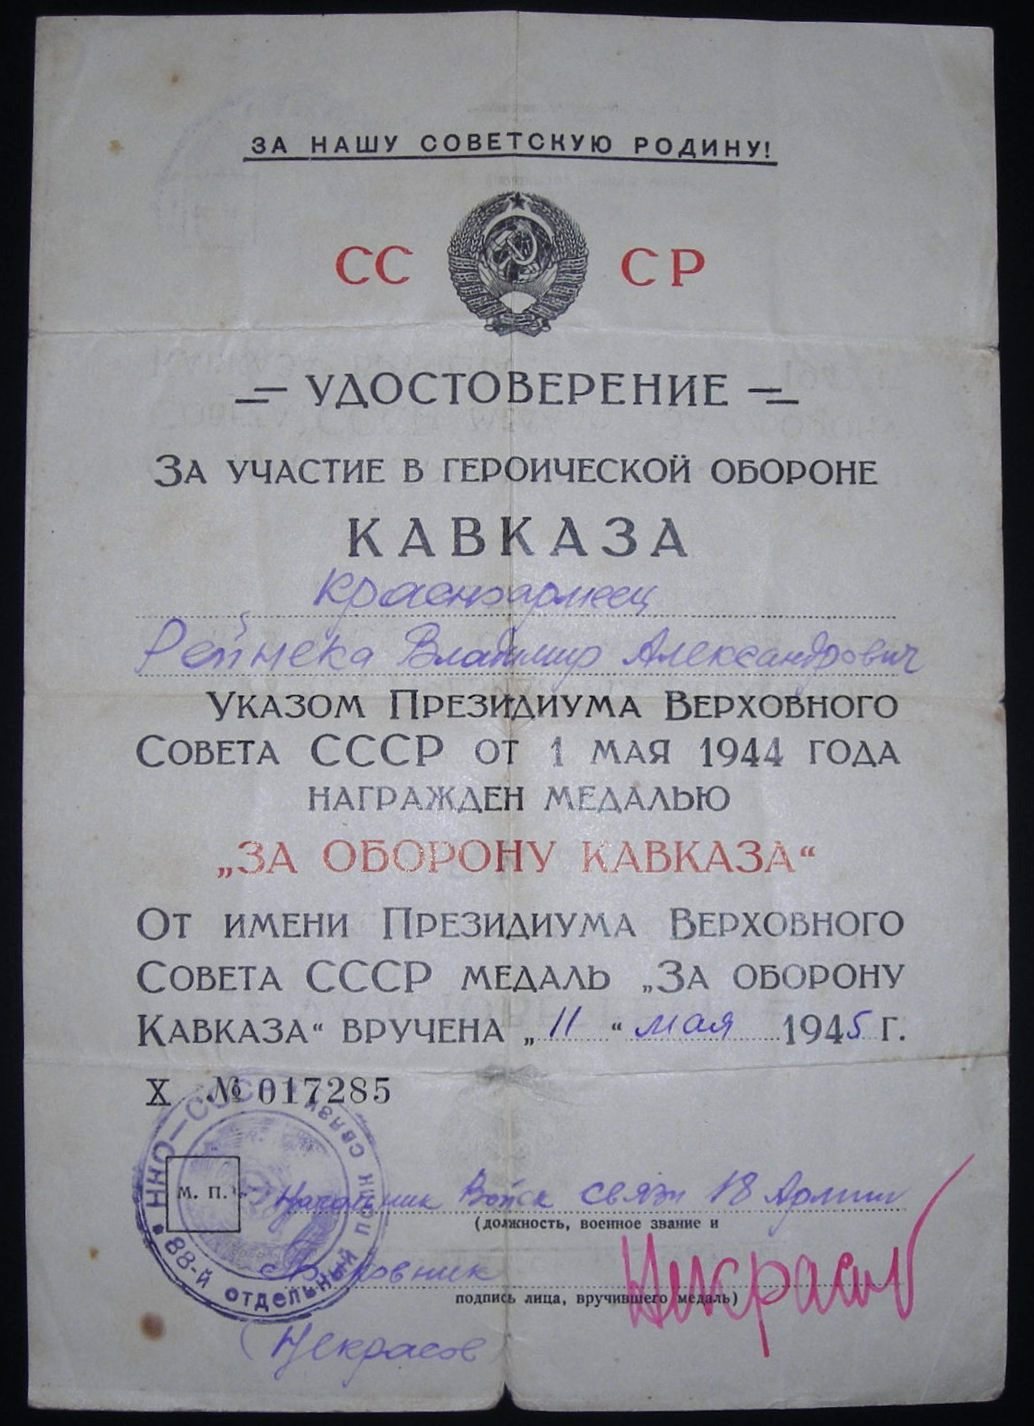 ЗА НАШУ СОВЕТСКУЮ РОДИНУ!
СС СР
УДОСТОВЕРЕНИЕ
ЗА УЧАСТИЕ В ГЕРОИЧЕСКОЙ ОБОРОНЕ
КАВКАЗА
Красноармеец
Рейнека Владимир Александрович
УКАЗОМ ПРЕЗИДИУМА ВЕРХОВНОГО
СОВЕТА СССР ОТ 1 МАЯ 1944 ГОДА
НАГРАЖДЕН МЕДАЛЬЮ
„ЗА ОБОРОНУ КАВКАЗА“
ОТ ИМЕНИ ПРЕЗИДИУМА ВЕРХОВНОГО
СОВЕТА СССР МЕДАЛЬ „ЗА ОБОРОНУ
КАВКАЗА“ ВРУЧЕНА „11“ мая 1945 г.
X № 017285
ННО—СССР
88-й отдельный полк связи
М. П.
Начальник Войск связи 18 Армии
(должность, военное звание и
полковник
подпись лица, вручившего медаль)
Некрасов
(Некрасов